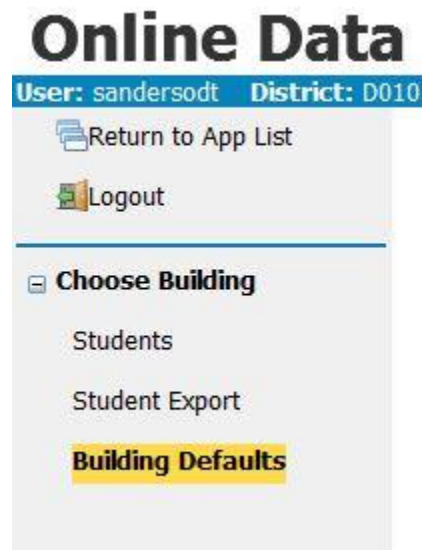 Online Data
User: sandersodt District: D010
Return to App List
Logout
Choose Building
Students
Student Export
Building Defaults